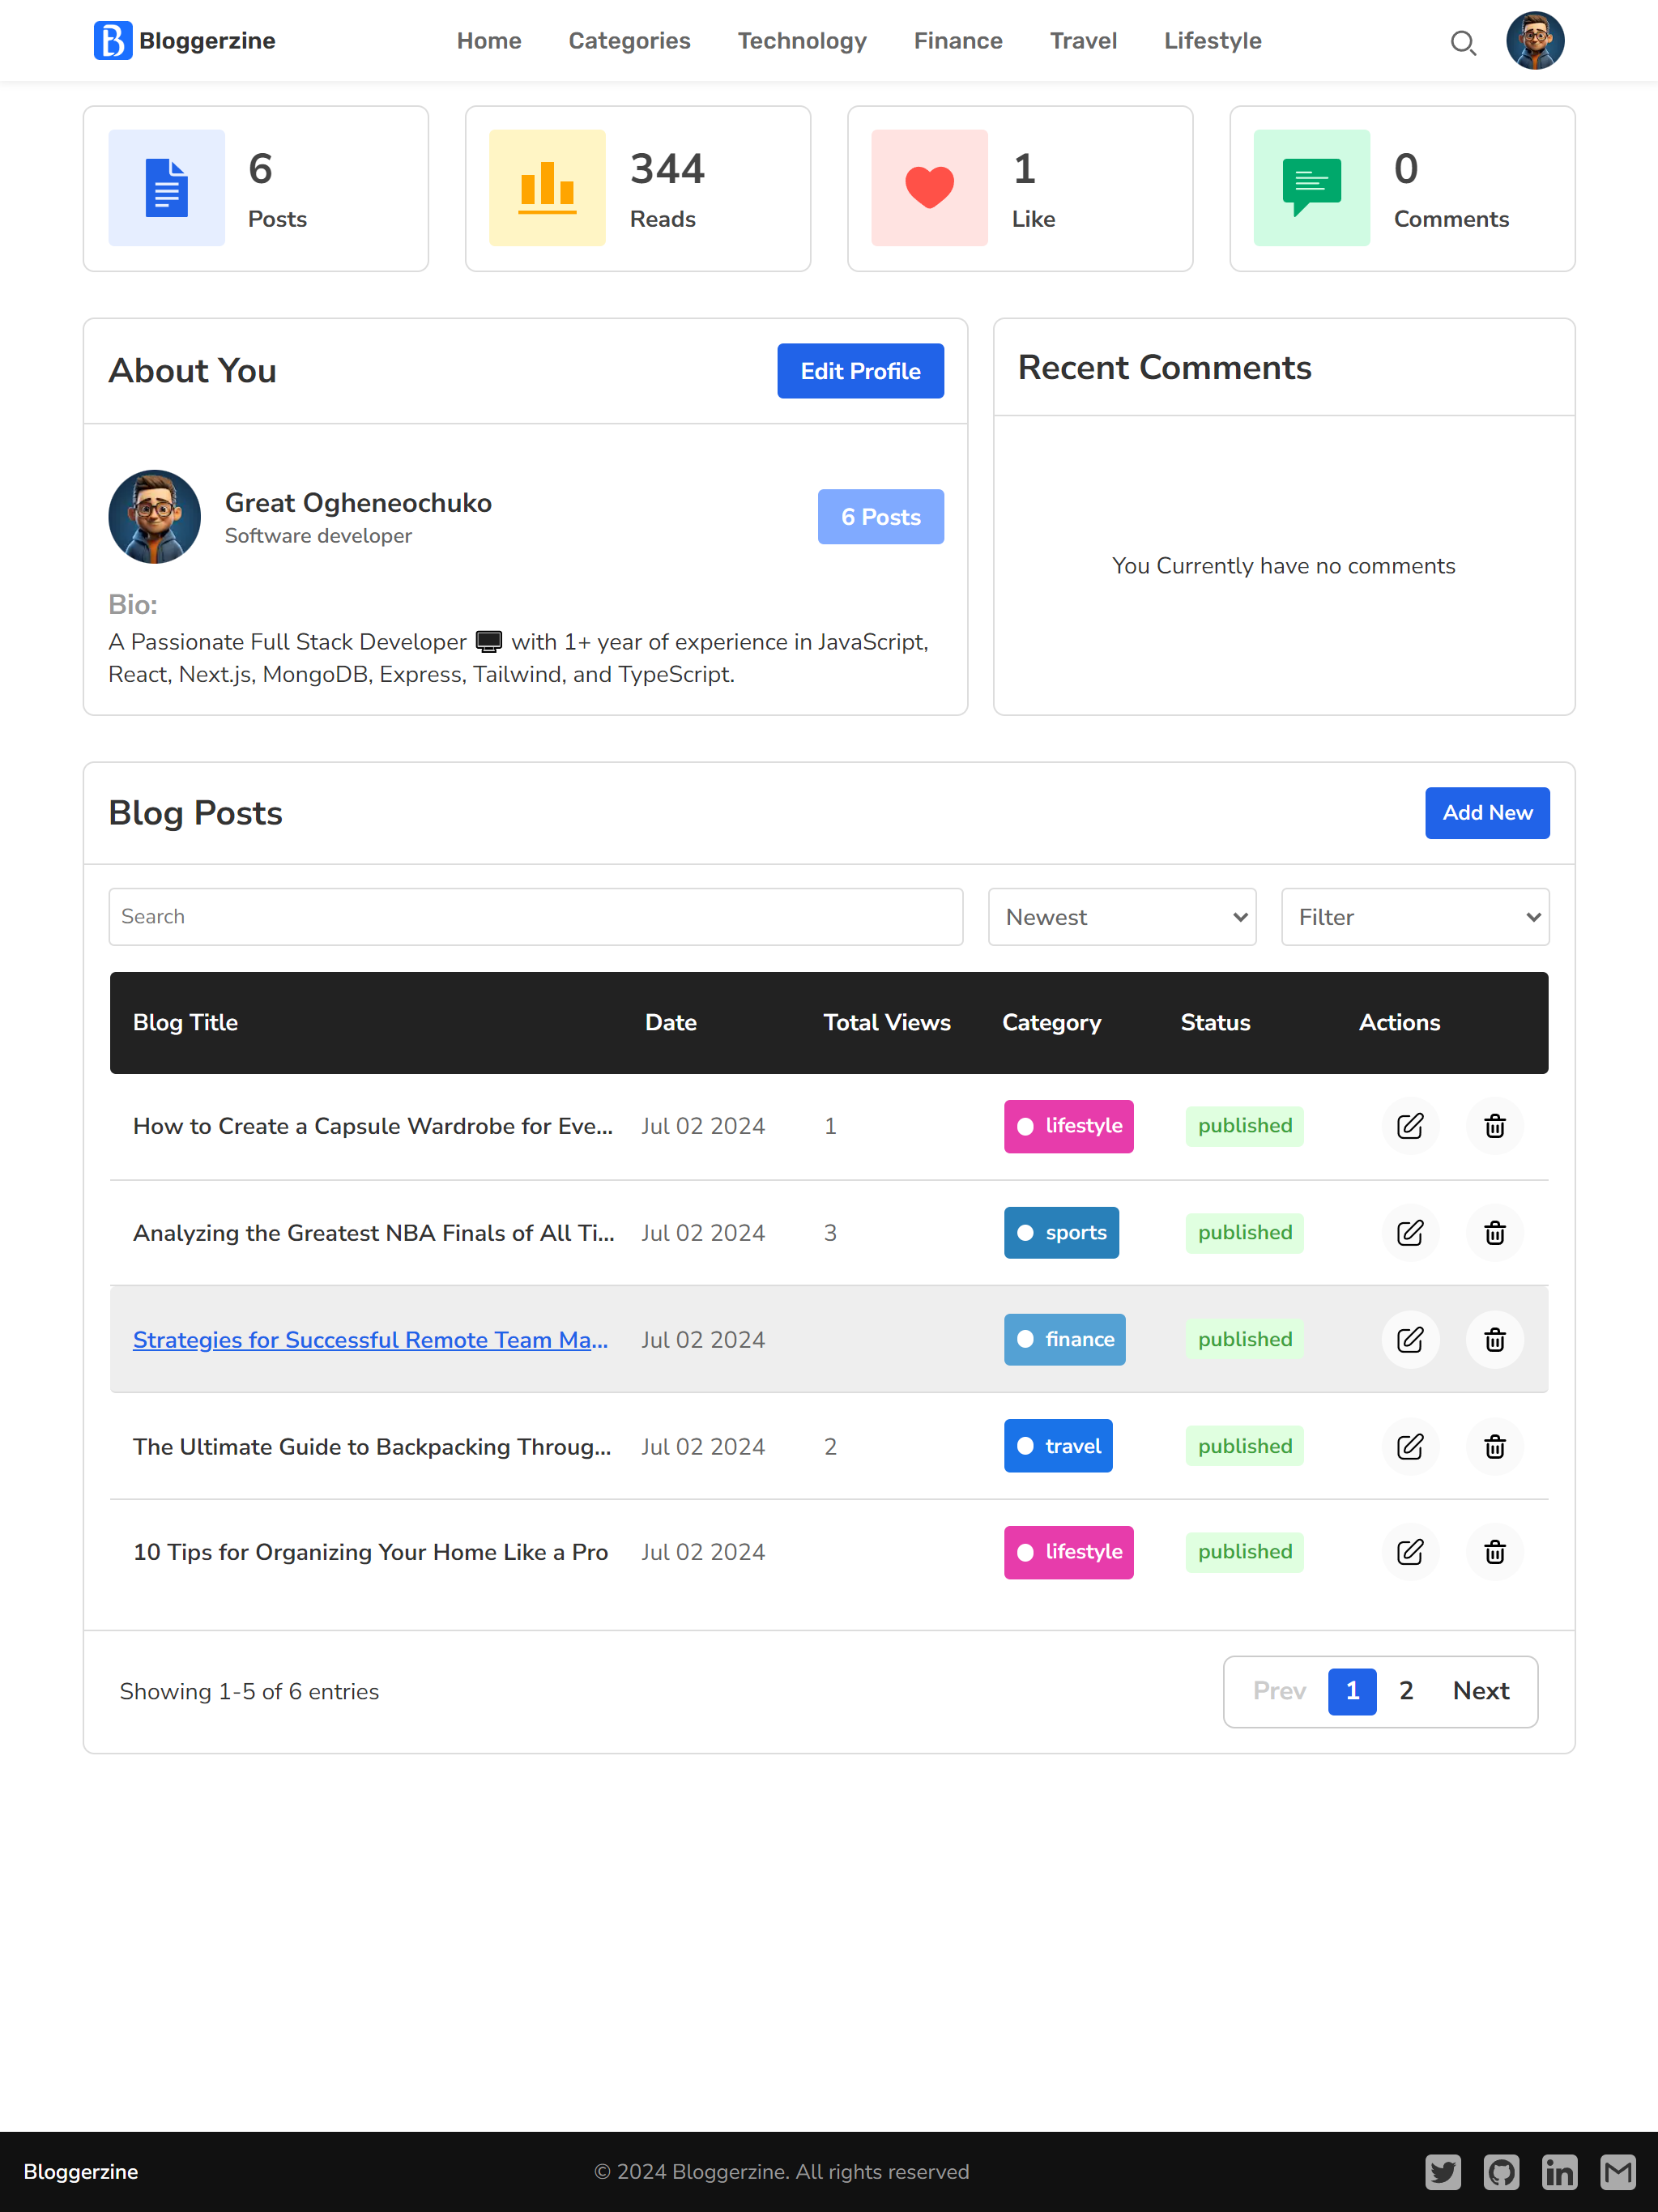 Bloggerzine
Home Categories Technology Finance Travel Lifestyle
6
Posts
344
Reads
1
Like
0
Comments
About You
Edit Profile
Great Ogheneochuko
Software developer
6 Posts
Bio:
A Passionate Full Stack Developer 🖥️ with 1+ year of experience in JavaScript,
React, Next.js, MongoDB, Express, Tailwind, and TypeScript.
Recent Comments
You Currently have no comments
Blog Posts
Add New
Search
Newest
Filter
Blog Title Date Total Views Category Status Actions
How to Create a Capsule Wardrobe for Eve... Jul 02 2024 1 lifestyle published
Analyzing the Greatest NBA Finals of All Ti... Jul 02 2024 3 sports published
Strategies for Successful Remote Team Ma... Jul 02 2024 finance published
The Ultimate Guide to Backpacking Throug... Jul 02 2024 2 travel published
10 Tips for Organizing Your Home Like a Pro Jul 02 2024 lifestyle published
Showing 1-5 of 6 entries
Prev 1 2 Next
Bloggerzine
© 2024 Bloggerzine. All rights reserved